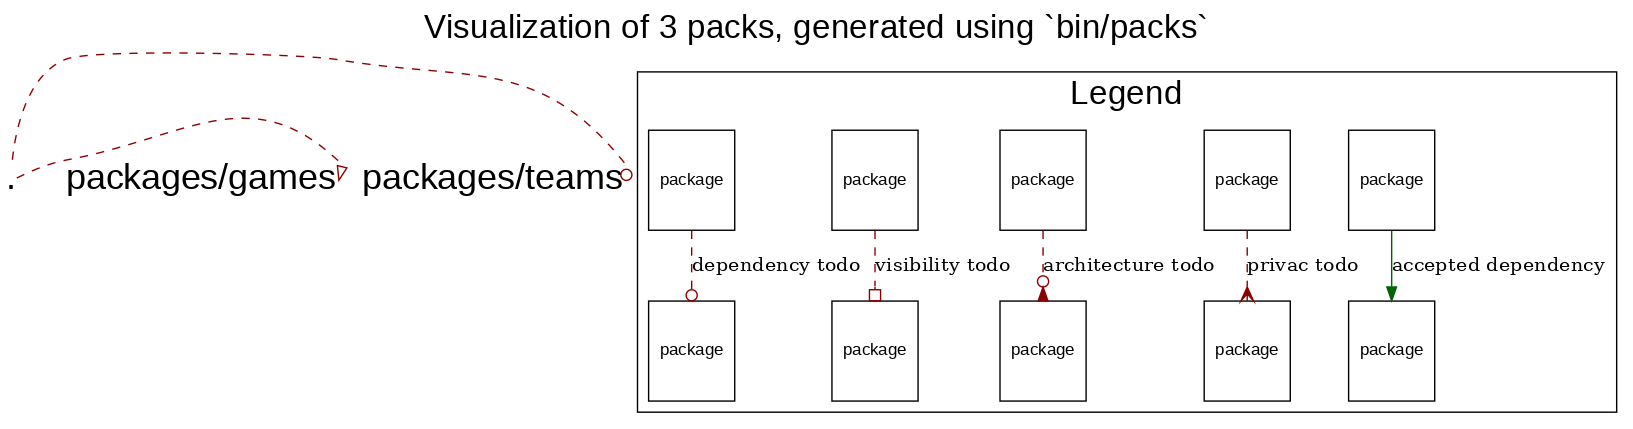 Visualization of 3 packs, generated using `bin/packs`
Legend
package package package package package
. packages/games packages/teams
dependency todo visibility todo architecture todo privac todo accepted dependency
package package package package package